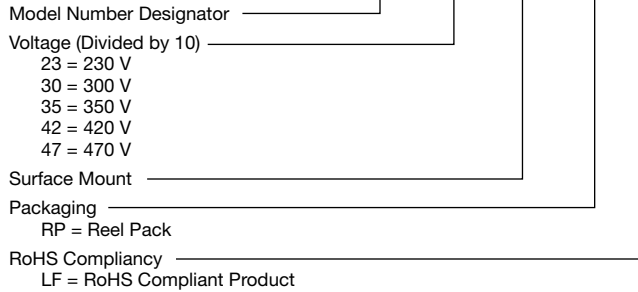 Model Number Designator
Voltage (Divided by 10)
23 = 230 V
30 = 300 V
35 = 350 V
42 = 420 V
47 = 470 V
Surface Mount
Packaging
RP = Reel Pack
RoHS Compliancy
LF = RoHS Compliant Product